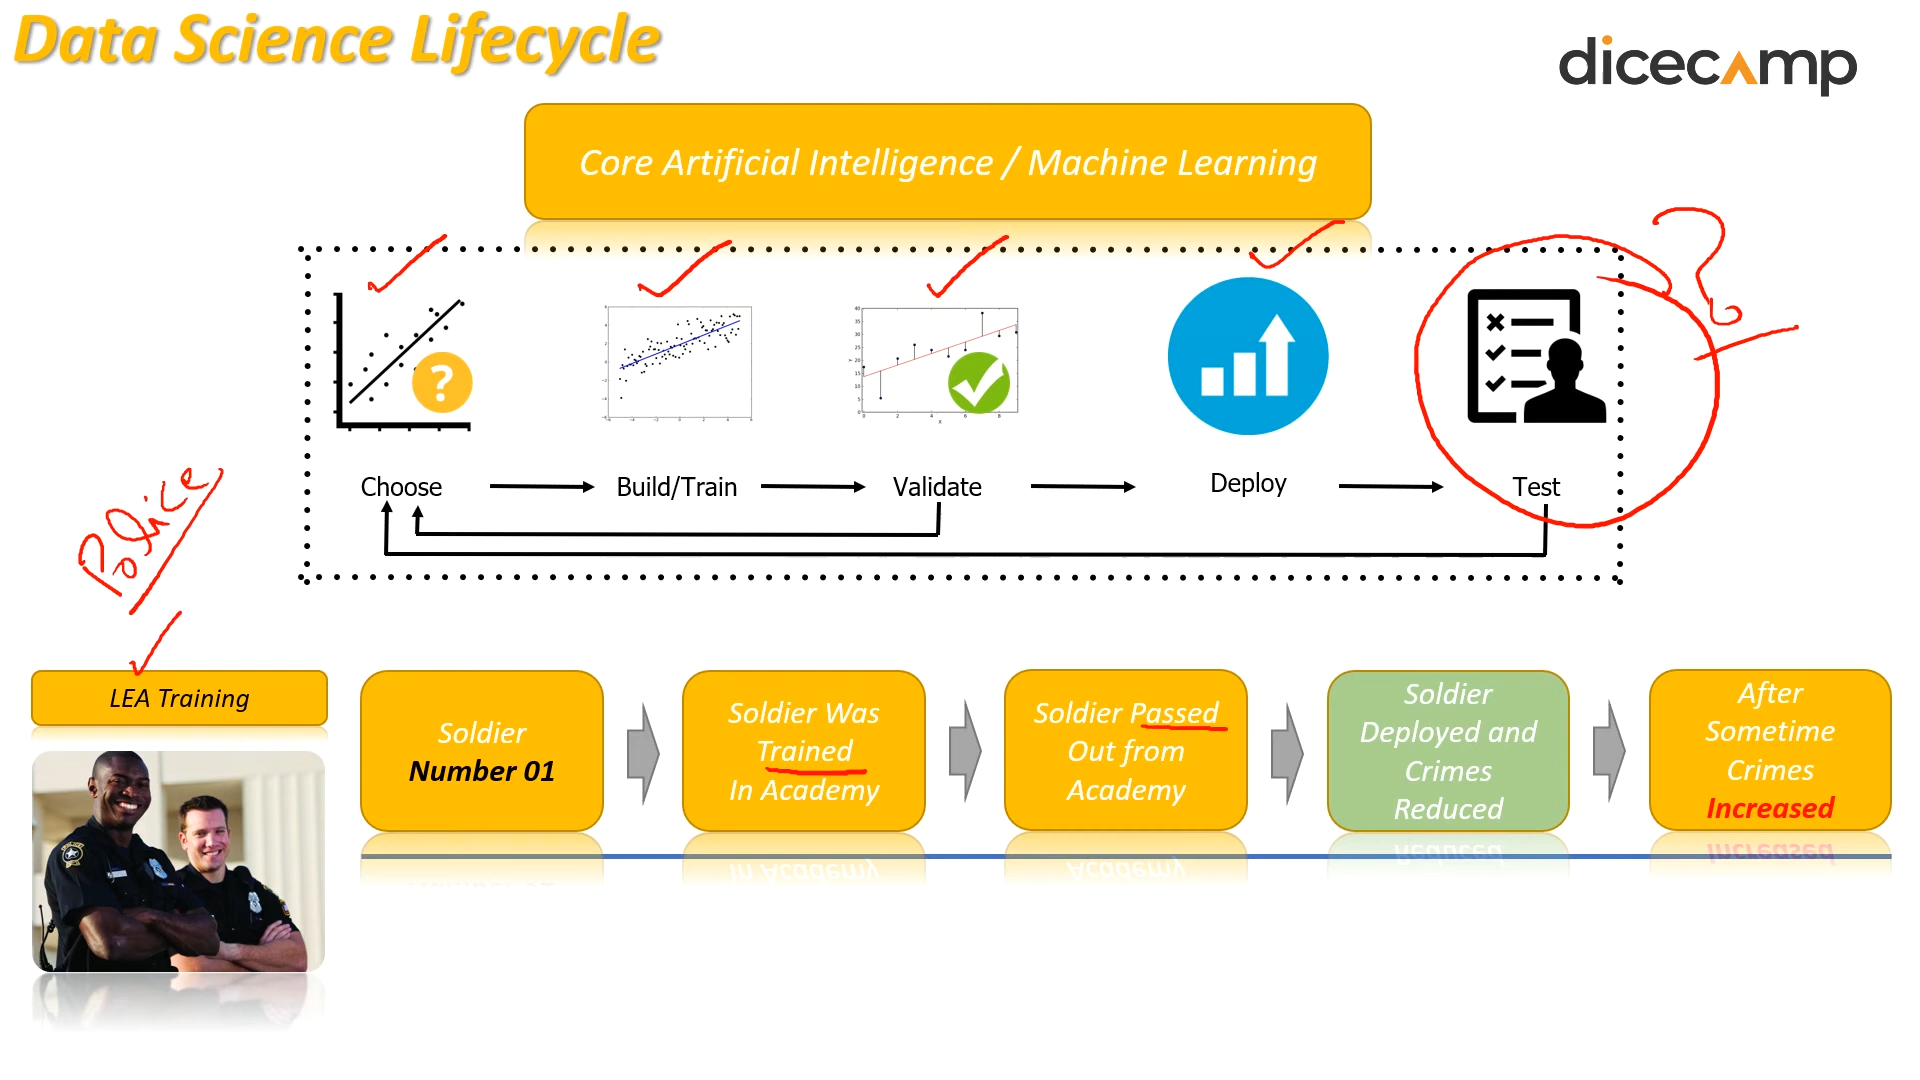 Data Science Lifecycle
dicecamp
Core Artificial Intelligence / Machine Learning
?
Choose
Build/Train
Validate
Deploy
Test
Police
LEA Training
Soldier
Number 01
Soldier Was
Trained
In Academy
Soldier Passed
Out from
Academy
Soldier
Deployed and
Crimes
Reduced
After
Sometime
Crimes
Increased